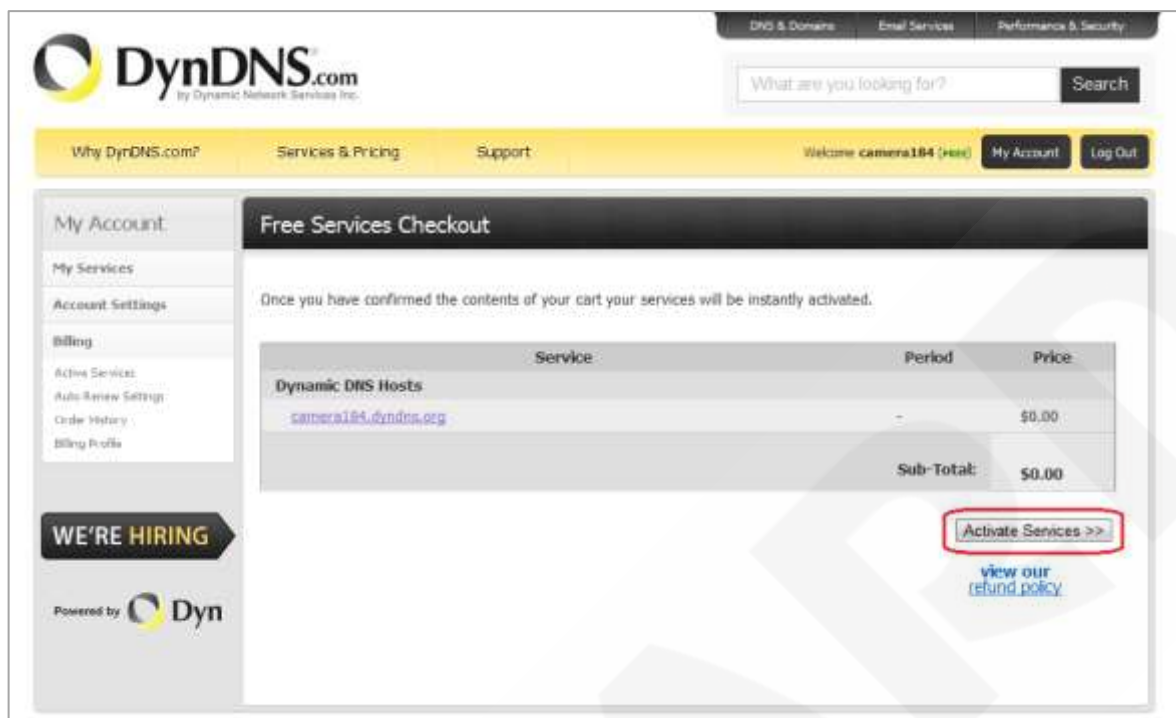 DNS & Domains Email Services Performance & Security
DynDNS.com
by Dynamic Network Services Inc.
What are you looking for? Search
Why DynDNS.com? Services & Pricing Support Welcome camera184 (FREE) My Account Log Out
My Account
My Services
Account Settings
Billing
Active Services
Auto Renew Settings
Order History
Billing Profile
WE'RE HIRING
Powered by Dyn
Free Services Checkout
Once you have confirmed the contents of your cart your services will be instantly activated.
Service Period Price
Dynamic DNS Hosts
camera184.dyndns.org - $0.00
Sub-Total: $0.00
Activate Services >>
view our
refund policy